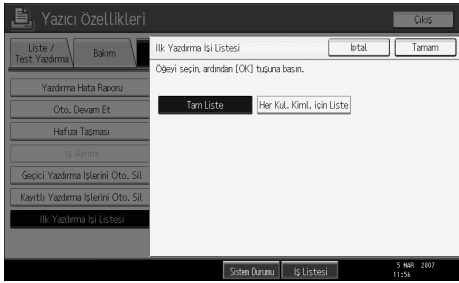 Yazıcı Özellikleri
Çıkış
Liste /
Test Yazdırma
Bakım
İlk Yazdırma İşi Listesi
İptal
Tamam
Öğeyi seçin, ardından [OK] tuşuna basın.
Yazdırma Hata Raporu
Tam Liste
Her Kul. Kiml. için Liste
Oto. Devam Et
Hafıza Taşması
İş Ayrımı
Geçici Yazdırma İşlerini Oto. Sil
Kayıtlı Yazdırma İşlerini Oto. Sil
İlk Yazdırma İşi Listesi
Sistem Durumu
İş Listesi
5 MAR 2007
11:56